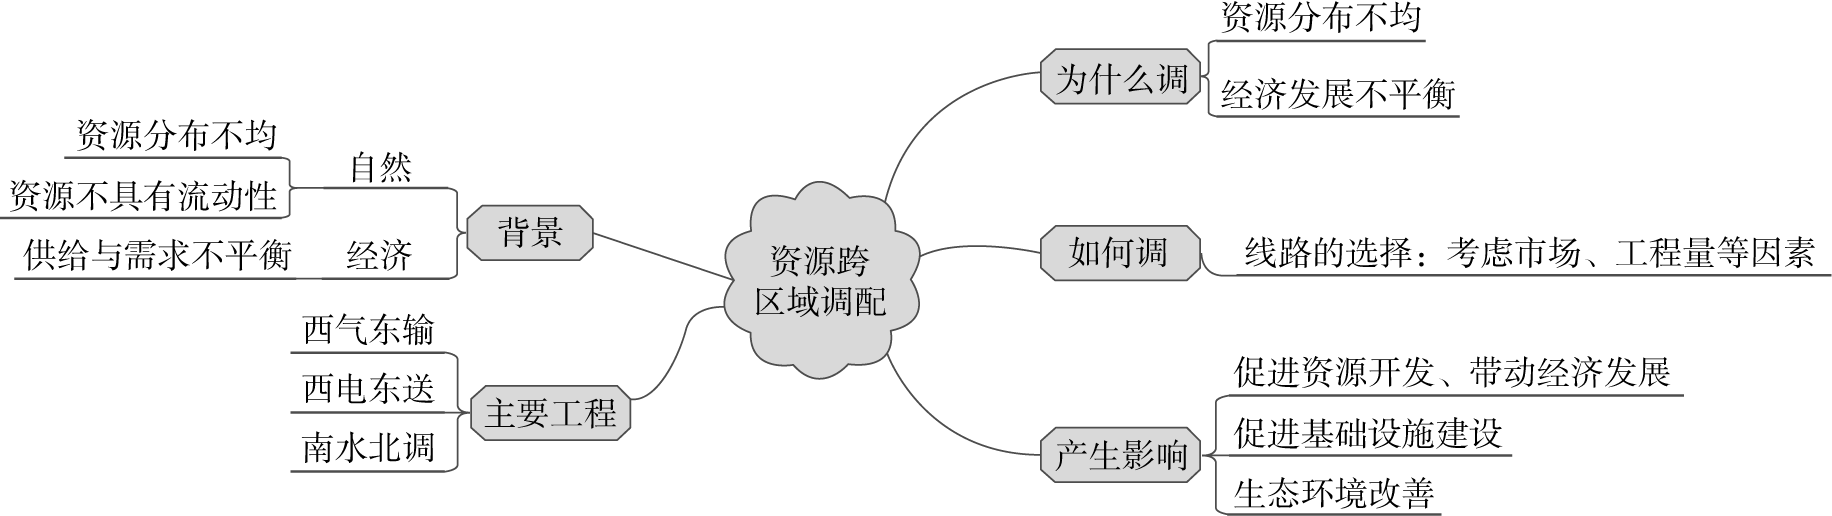 资源跨
区域调配
背景
自然
资源分布不均
资源不具有流动性
经济
供给与需求不平衡
主要工程
西气东输
西电东送
南水北调
为什么调
资源分布不均
经济发展不平衡
如何调
线路的选择：考虑市场、工程量等因素
产生影响
促进资源开发、带动经济发展
促进基础设施建设
生态环境改善